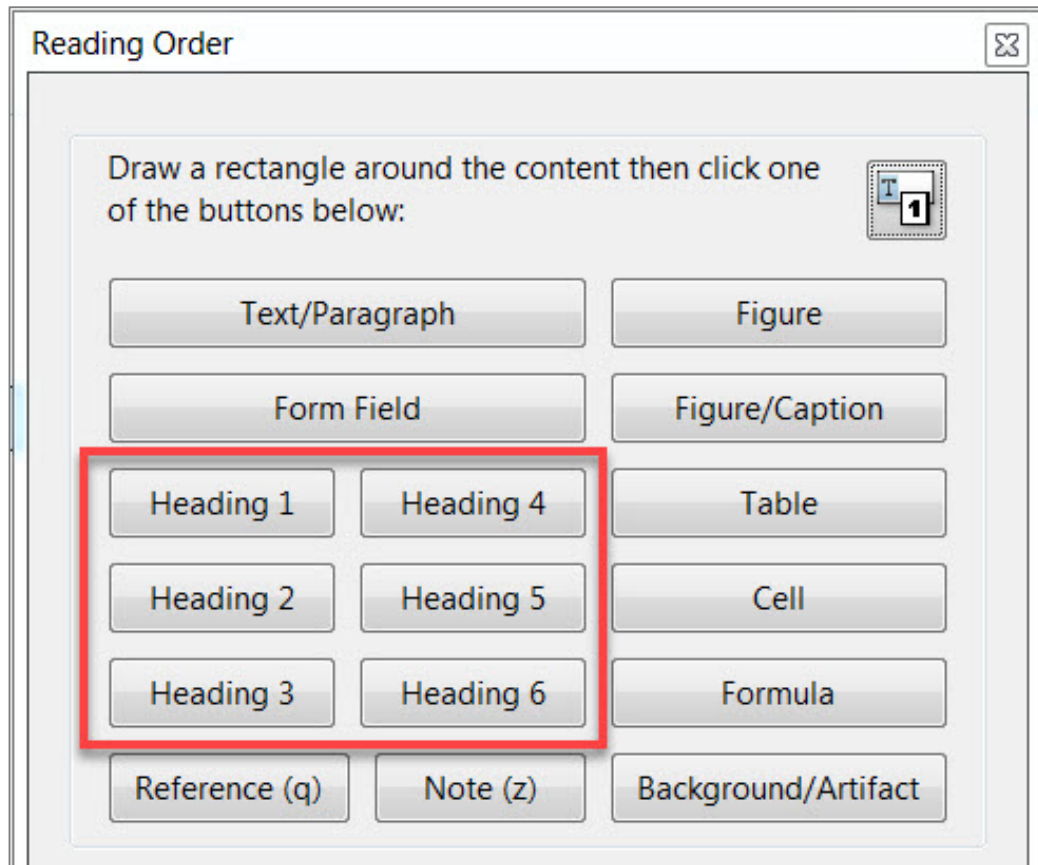 Reading Order
Draw a rectangle around the content then click one
of the buttons below:
T
1
Text/Paragraph Figure
Form Field Figure/Caption
Heading 1 Heading 4 Table
Heading 2 Heading 5 Cell
Heading 3 Heading 6 Formula
Reference (q) Note (z) Background/Artifact